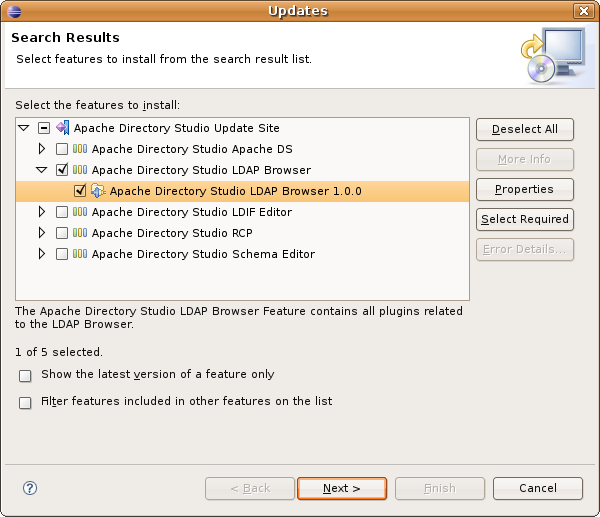 Updates
Search Results
Select features to install from the search result list.
Select the features to install:
Apache Directory Studio Update Site
Apache Directory Studio Apache DS
Apache Directory Studio LDAP Browser
Apache Directory Studio LDAP Browser 1.0.0
Apache Directory Studio LDIF Editor
Apache Directory Studio RCP
Apache Directory Studio Schema Editor
Deselect All
More Info
Properties
Select Required
Error Details...
The Apache Directory Studio LDAP Browser Feature contains all plugins related
to the LDAP Browser.
1 of 5 selected.
Show the latest version of a feature only
Filter features included in other features on the list
?
< Back
Next >
Finish
Cancel